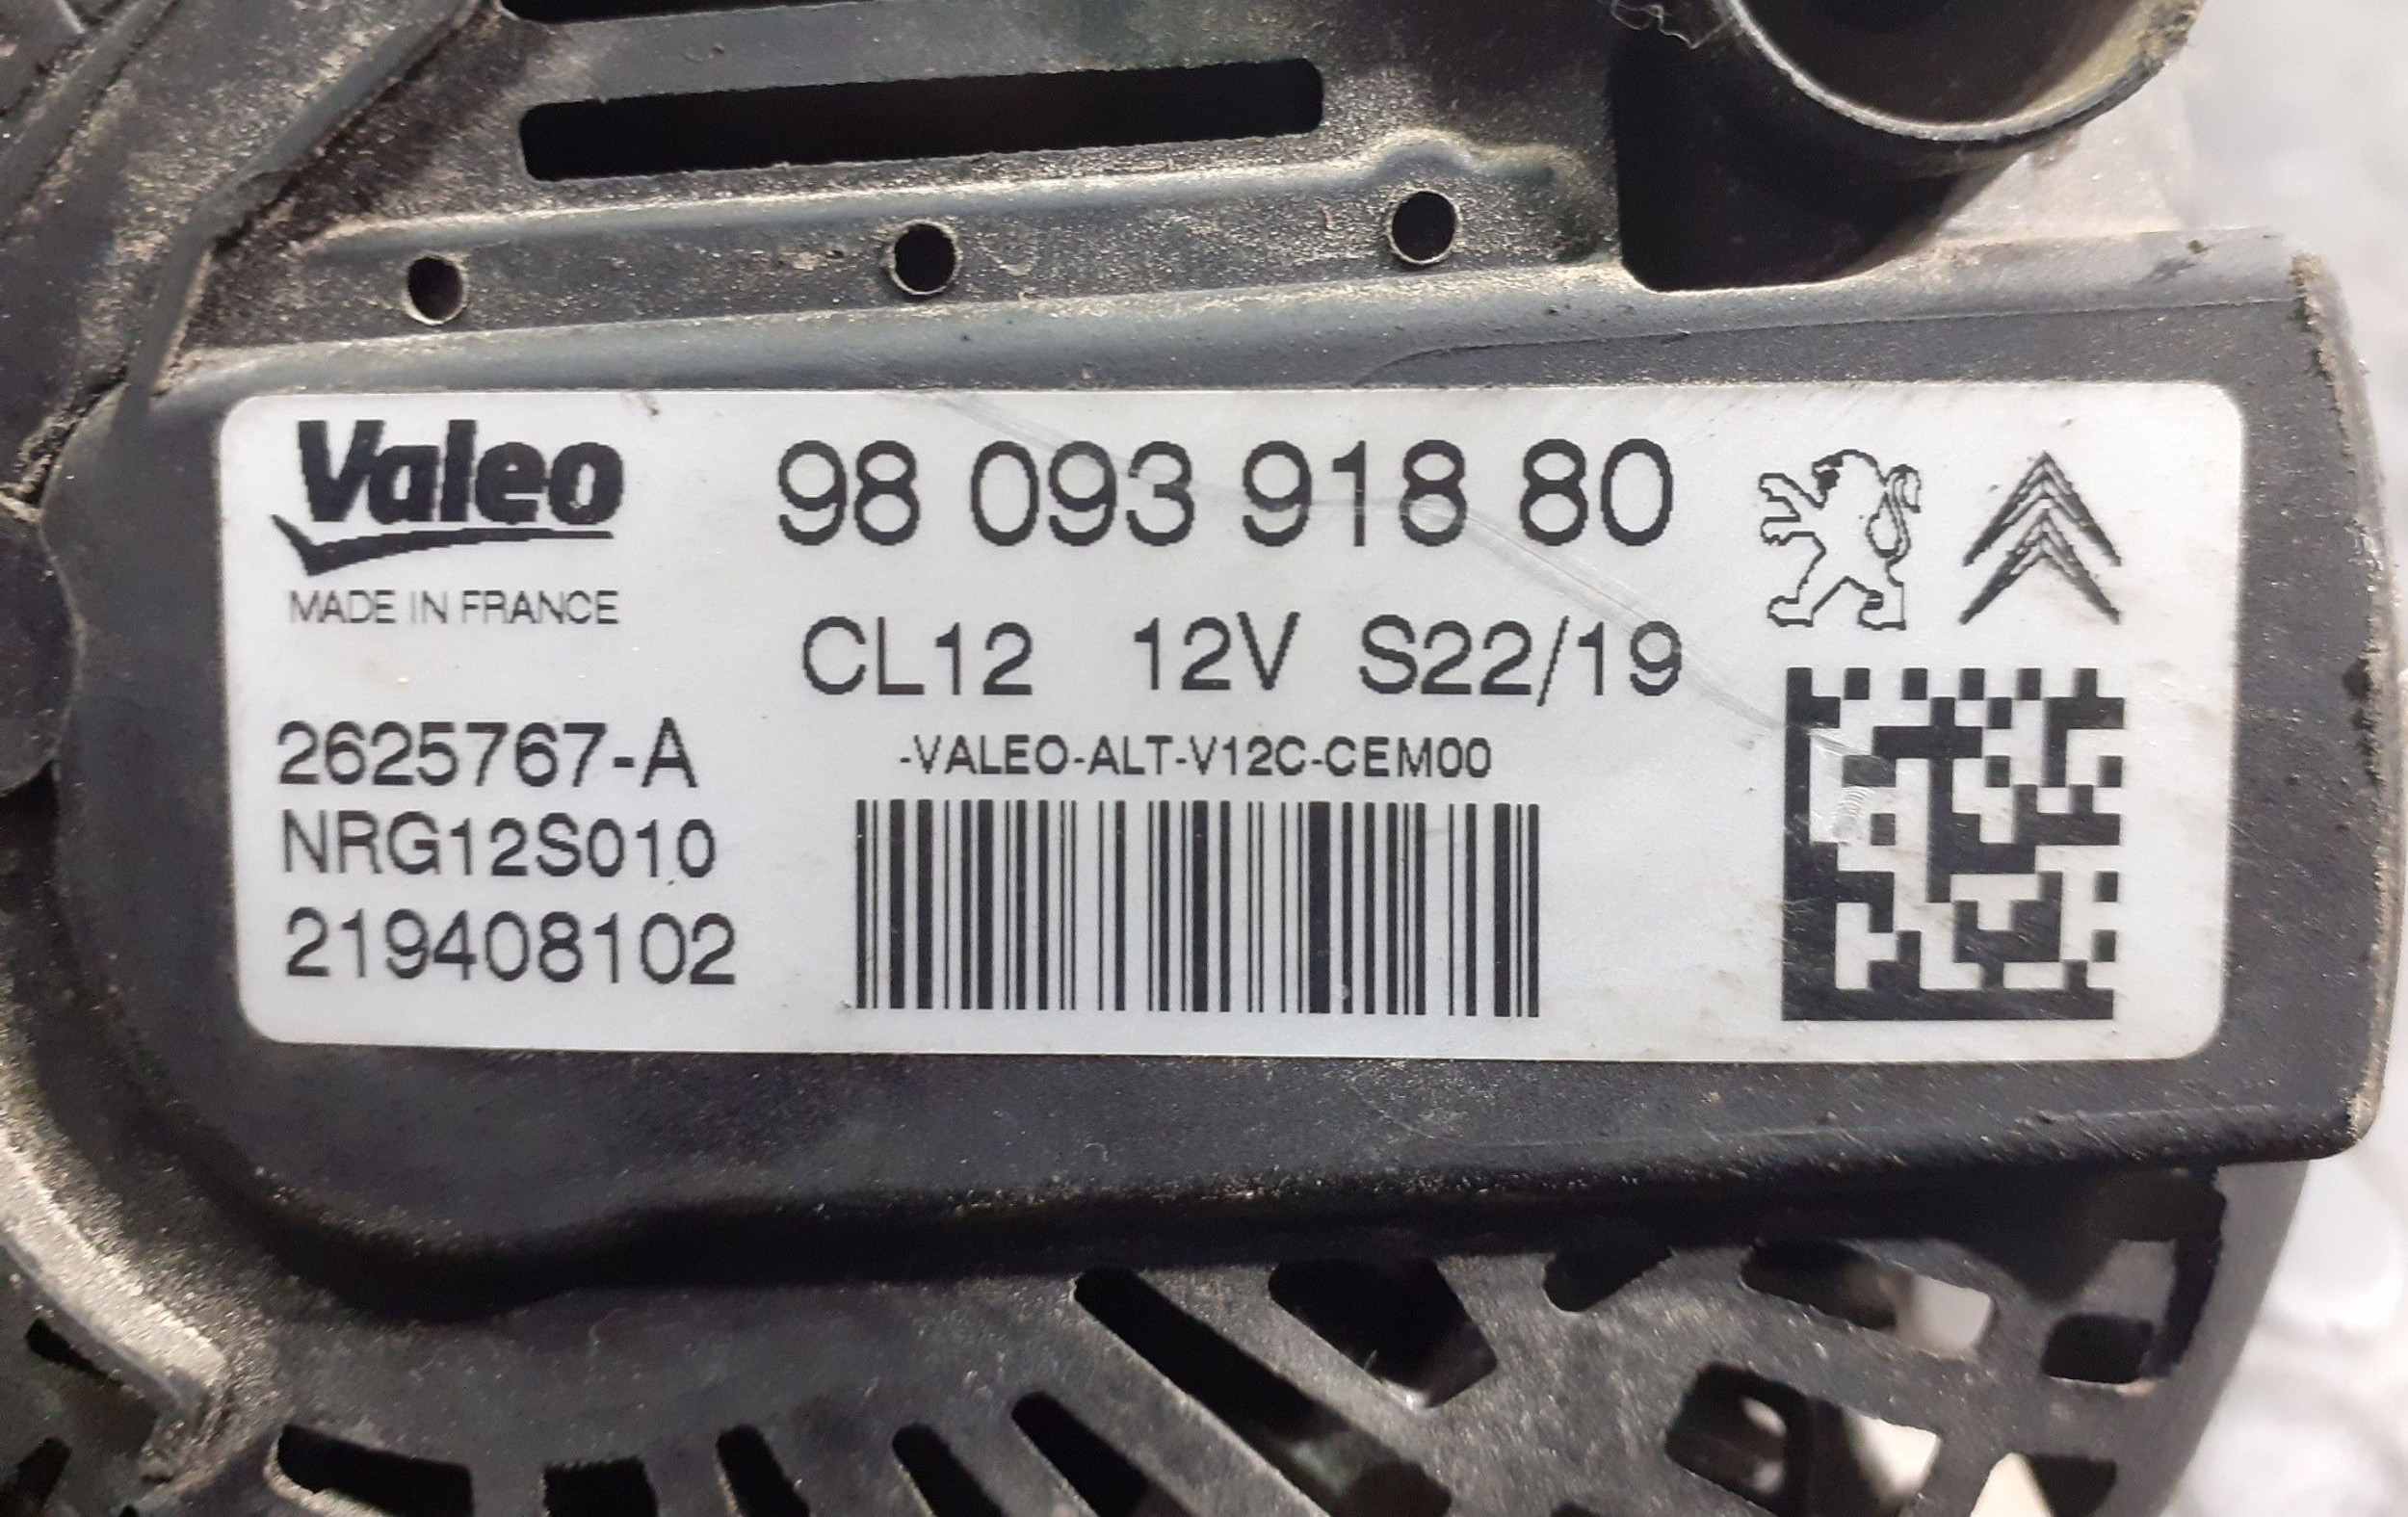 Valeo
MADE IN FRANCE
98 093 918 80
CL12 12V S22/19
-VALEO-ALT-V12C-CEM00
2625767-A
NRG12S010
219408102